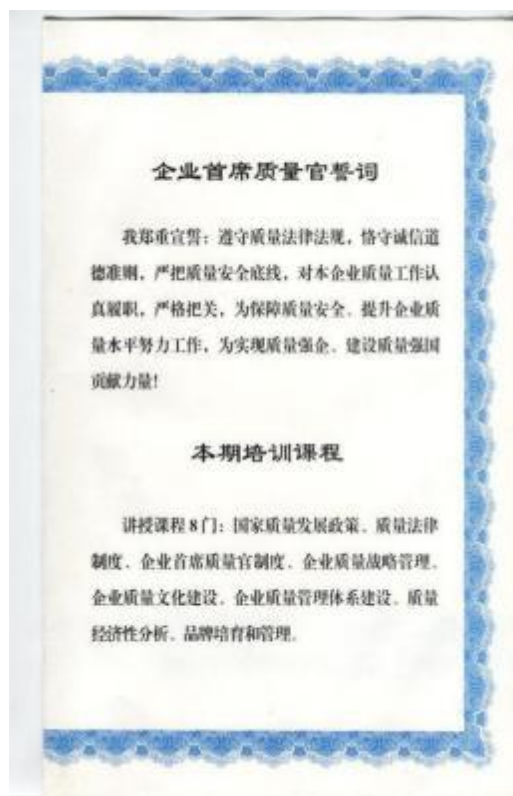 企业首席质量官誓词
我郑重宣誓：遵守质量法律法规，恪守诚信道
德准则，严把质量安全底线，对本企业质量工作认
真履职，严格把关，为保障质量安全、提升企业质
量水平努力工作，为实现质量强企、建设质量强国
贡献力量！
本期培训课程
讲授课程8门：国家质量发展政策、质量法律
制度、企业首席质量官制度、企业质量战略管理、
企业质量文化建设、企业质量管理体系建设、质量
经济性分析、品牌培育和管理。